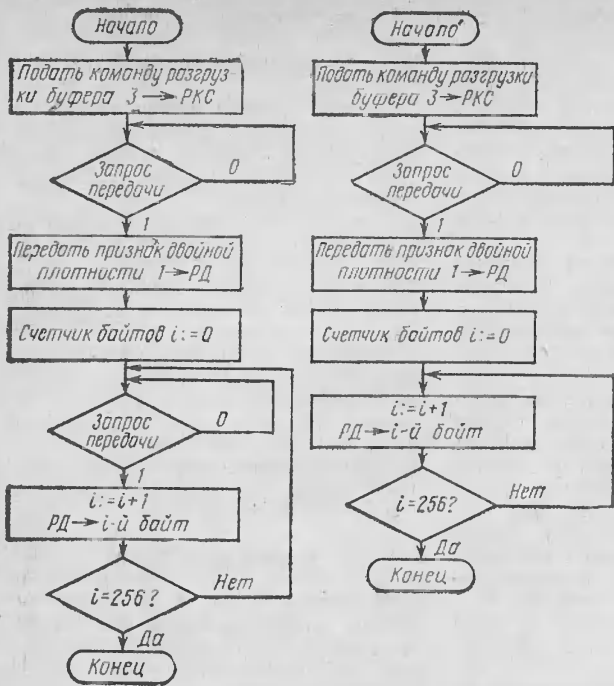 Начало
Подать команду разгруз-
ки буфера 3 → РКС
Запрос
передачи
0
1
Передать признак двойной
плотности 1→РД
Счетчик байтов i:=0
Запрос
передачи
0
1
i:=i+1
РД→i-й байт
i=256?
Нет
Да
Конец
Начало
Подать команду разгрузки
буфера 3 → РКС
Запрос
передачи
0
1
Передать признак двойной
плотности 1→РД
Счетчик байтов i:=0
i:=i+1
РД→i-й байт
i=256?
Нет
Да
Конец